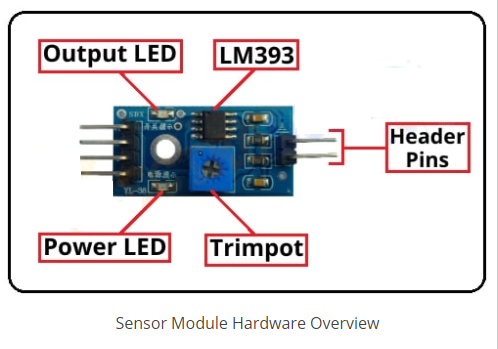 Output LED
LM393
Header
Pins
Power LED
Trimpot
Sensor Module Hardware Overview